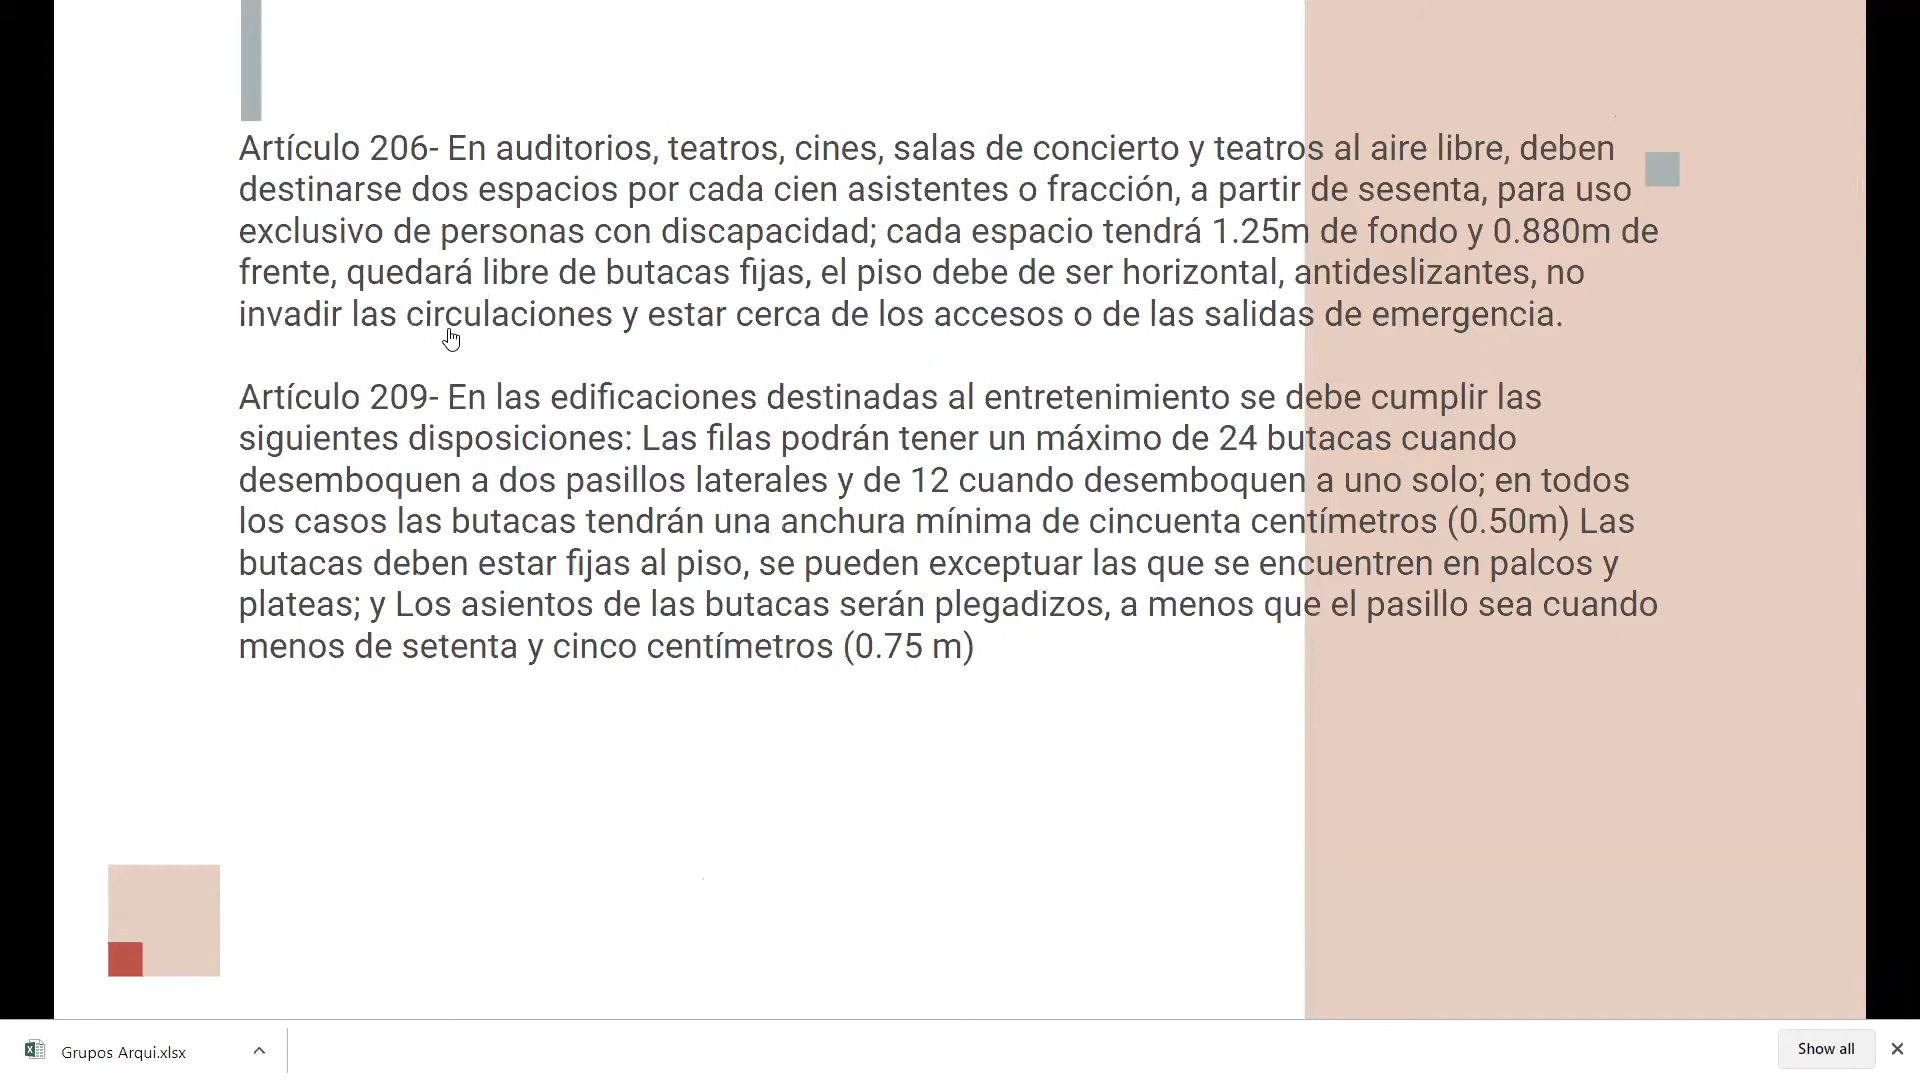 Artículo 206- En auditorios, teatros, cines, salas de concierto y teatros al aire libre, deben
destinarse dos espacios por cada cien asistentes o fracción, a partir de sesenta, para uso
exclusivo de personas con discapacidad; cada espacio tendrá 1.25m de fondo y 0.880m de
frente, quedará libre de butacas fijas, el piso debe de ser horizontal, antideslizantes, no
invadir las circulaciones y estar cerca de los accesos o de las salidas de emergencia.
Artículo 209- En las edificaciones destinadas al entretenimiento se debe cumplir las
siguientes disposiciones: Las filas podrán tener un máximo de 24 butacas cuando
desemboquen a dos pasillos laterales y de 12 cuando desemboquen a uno solo; en todos
los casos las butacas tendrán una anchura mínima de cincuenta centímetros (0.50m) Las
butacas deben estar fijas al piso, se pueden exceptuar las que se encuentren en palcos y
plateas; y Los asientos de las butacas serán plegadizos, a menos que el pasillo sea cuando
menos de setenta y cinco centímetros (0.75 m)
Grupos Arqui.xlsx
Show all